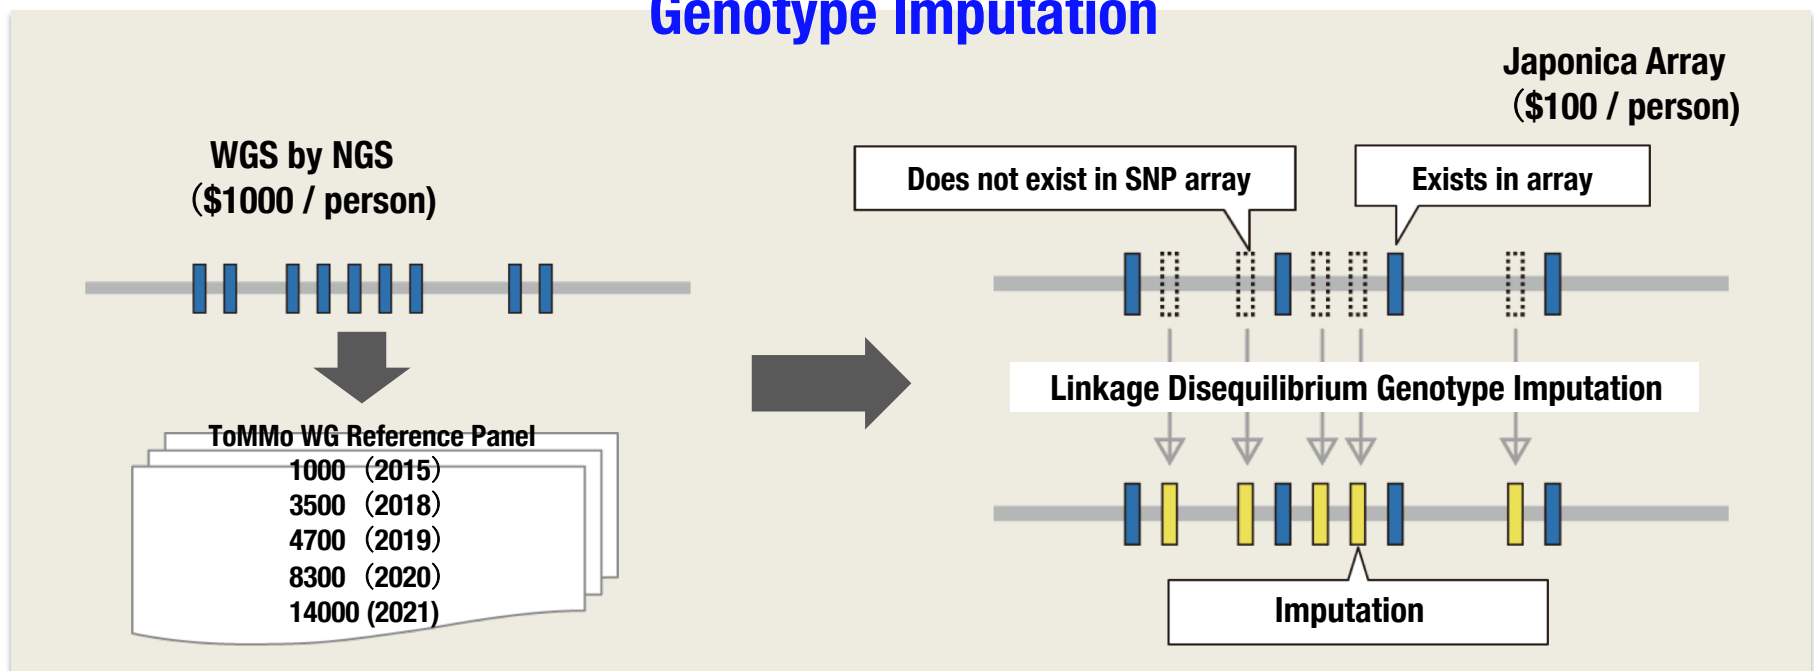 Genotype Imputation
WGS by NGS
（$1000 / person)
ToMMo WG Reference Panel
1000 （2015）
3500 （2018）
4700 （2019）
8300 （2020）
14000 (2021)
Japonica Array
（$100 / person)
Does not exist in SNP array
Exists in array
Linkage Disequilibrium Genotype Imputation
Imputation